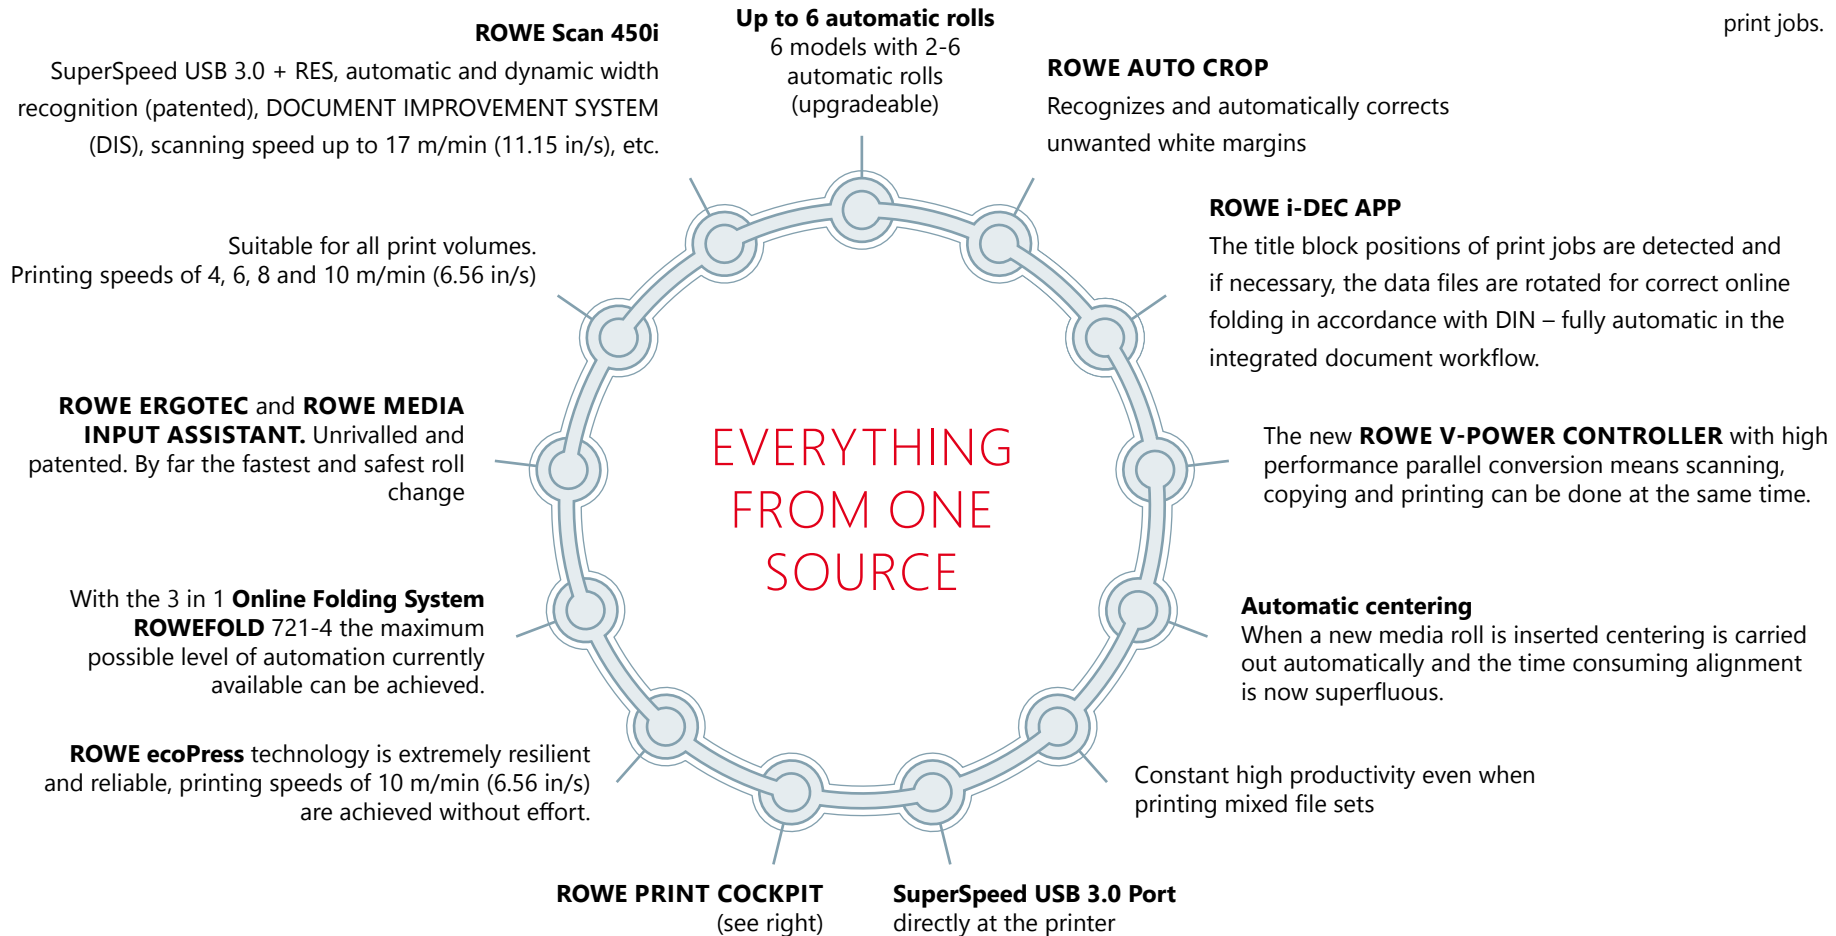 ROWE Scan 450i
SuperSpeed USB 3.0 + RES, automatic and dynamic width
recognition (patented), DOCUMENT IMPROVEMENT SYSTEM
(DIS), scanning speed up to 17 m/min (11.15 in/s), etc.
Up to 6 automatic rolls
6 models with 2-6
automatic rolls
(upgradeable)
print jobs.
ROWE AUTO CROP
Recognizes and automatically corrects
unwanted white margins
ROWE i-DEC APP
The title block positions of print jobs are detected and
if necessary, the data files are rotated for correct online
folding in accordance with DIN – fully automatic in the
integrated document workflow.
Suitable for all print volumes.
Printing speeds of 4, 6, 8 and 10 m/min (6.56 in/s)
ROWE ERGOTEC and ROWE MEDIA
INPUT ASSISTANT. Unrivalled and
patented. By far the fastest and safest roll
change
EVERYTHING
FROM ONE
SOURCE
The new ROWE V-POWER CONTROLLER with high
performance parallel conversion means scanning,
copying and printing can be done at the same time.
With the 3 in 1 Online Folding System
ROWEFOLD 721-4 the maximum
possible level of automation currently
available can be achieved.
Automatic centering
When a new media roll is inserted centering is carried
out automatically and the time consuming alignment
is now superfluous.
ROWE ecoPress technology is extremely resilient
and reliable, printing speeds of 10 m/min (6.56 in/s)
are achieved without effort.
Constant high productivity even when
printing mixed file sets
ROWE PRINT COCKPIT
(see right)
SuperSpeed USB 3.0 Port
directly at the printer